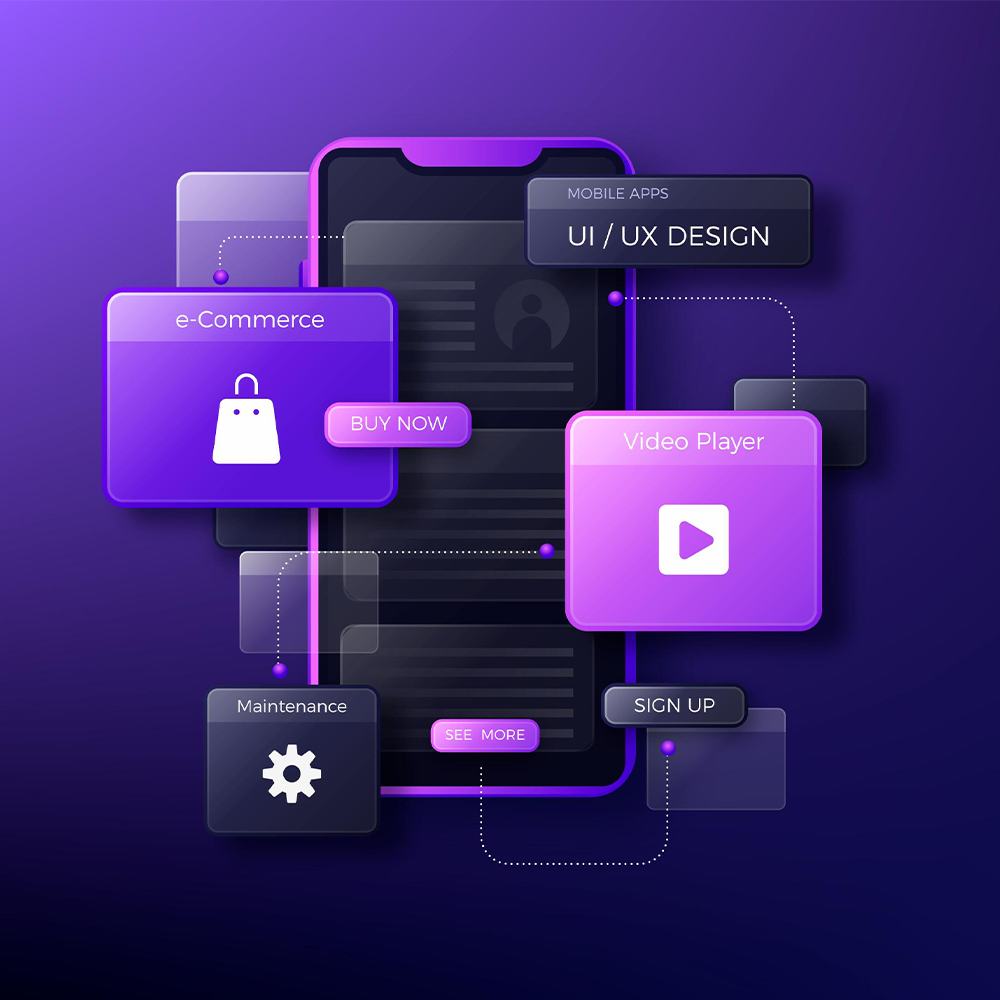 MOBILE APPS
UI / UX DESIGN
e-Commerce
BUY NOW
Video Player
Maintenance
SIGN UP
SEE MORE